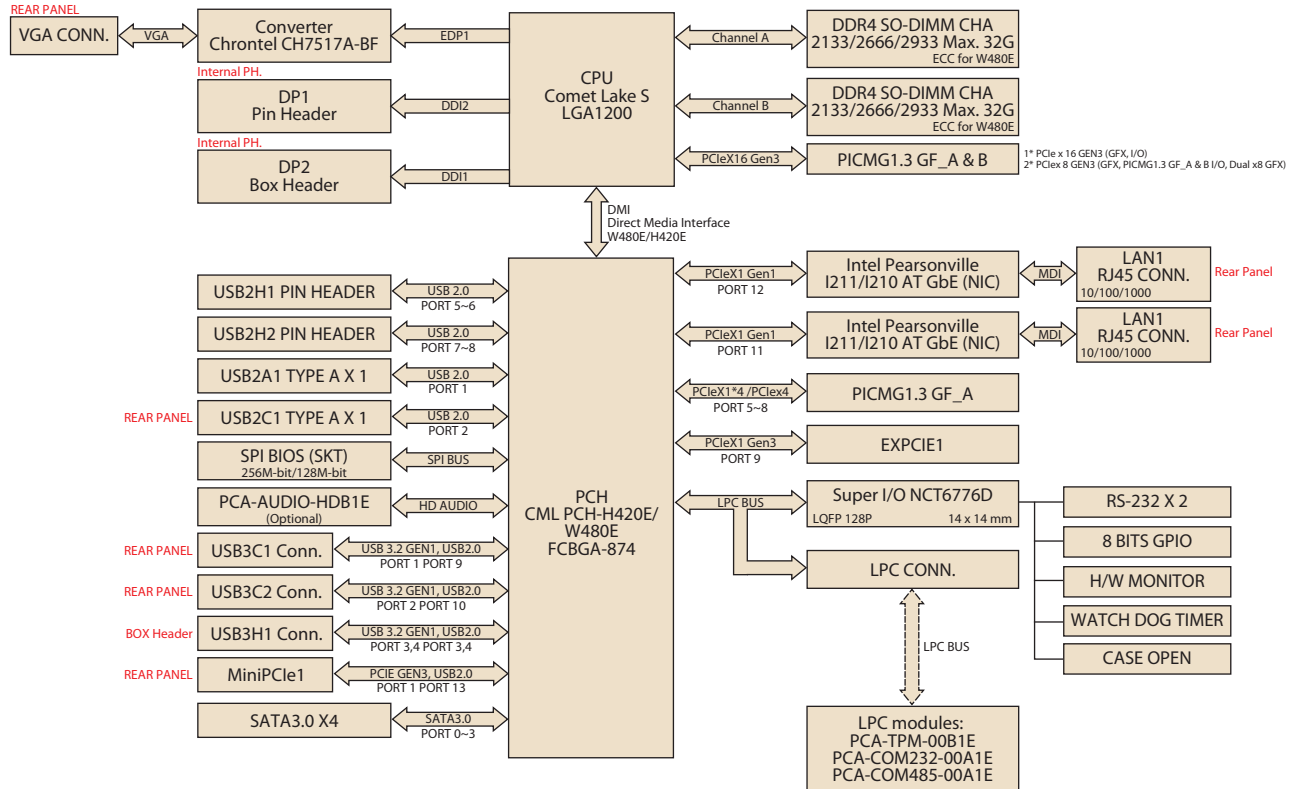 REAR PANEL
VGA CONN.
VGA
Converter
Chrontel CH7517A-BF
EDP1
Internal PH.
DP1
Pin Header
DDI2
Internal PH.
DP2
Box Header
DDI1
CPU
Comet Lake S
LGA1200
Channel A
DDR4 SO-DIMM CHA
2133/2666/2933 Max. 32G
ECC for W480E
Channel B
DDR4 SO-DIMM CHA
2133/2666/2933 Max. 32G
ECC for W480E
PCIeX16 Gen3
PICMG1.3 GF_A & B
1* PCIe x 16 GEN3 (GFX, I/O)
2* PCIex 8 GEN3 (GFX, PICMG1.3 GF_A & B I/O, Dual x8 GFX)
DMI
Direct Media Interface
W480E/H420E
USB2H1 PIN HEADER
USB 2.0
PORT 5~6
USB2H2 PIN HEADER
USB 2.0
PORT 7~8
USB2A1 TYPE A X 1
USB 2.0
PORT 1
REAR PANEL
USB2C1 TYPE A X 1
USB 2.0
PORT 2
SPI BIOS (SKT)
256M-bit/128M-bit
SPI BUS
PCA-AUDIO-HDB1E
(Optional)
HD AUDIO
REAR PANEL
USB3C1 Conn.
USB 3.2 GEN1, USB2.0
PORT 1 PORT 9
REAR PANEL
USB3C2 Conn.
USB 3.2 GEN1, USB2.0
PORT 2 PORT 10
BOX Header
USB3H1 Conn.
USB 3.2 GEN1, USB2.0
PORT 3,4 PORT 3,4
REAR PANEL
MiniPCIe1
PCIE GEN3, USB2.0
PORT 1 PORT 13
SATA3.0 X4
SATA3.0
PORT 0~3
PCH
CML PCH-H420E/
W480E
FCBGA-874
PCIeX1 Gen1
PORT 12
Intel Pearsonville
I211/I210 AT GbE (NIC)
MDI
LAN1
RJ45 CONN.
10/100/1000
Rear Panel
PCIeX1 Gen1
PORT 11
Intel Pearsonville
I211/I210 AT GbE (NIC)
MDI
LAN1
RJ45 CONN.
10/100/1000
Rear Panel
PCIeX1*4 /PCIex4
PORT 5~8
PICMG1.3 GF_A
PCIeX1 Gen3
PORT 9
EXPCIE1
LPC BUS
Super I/O NCT6776D
LQFP 128P 14 x 14 mm
LPC CONN.
LPC BUS
LPC modules:
PCA-TPM-00B1E
PCA-COM232-00A1E
PCA-COM485-00A1E
RS-232 X 2
8 BITS GPIO
H/W MONITOR
WATCH DOG TIMER
CASE OPEN